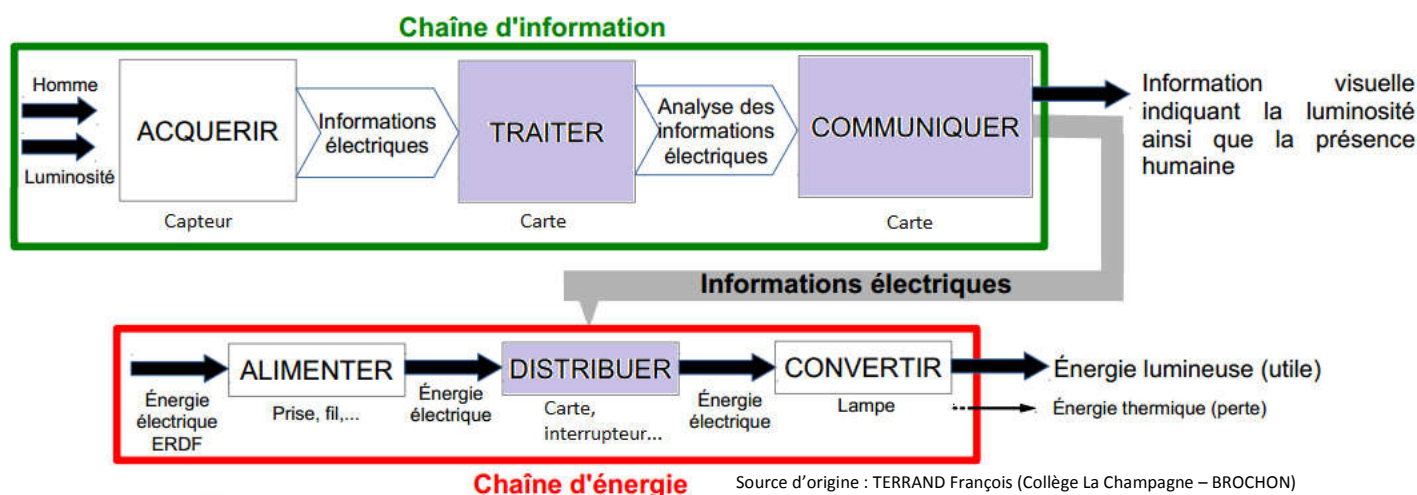 Chaîne d'information
Homme
Luminosité
ACQUERIR
Capteur
Informations
électriques
TRAITER
Carte
Analyse des
informations
électriques
COMMUNIQUER
Carte
Information visuelle
indiquant la luminosité
ainsi que la présence
humaine
Informations électriques
Énergie
électrique
ERDF
ALIMENTER
Prise, fil,...
Énergie
électrique
DISTRIBUER
Carte,
interrupteur...
Énergie
électrique
CONVERTIR
Lampe
Énergie lumineuse (utile)
Énergie thermique (perte)
Chaîne d'énergie
Source d'origine : TERRAND François (Collège La Champagne – BROCHON)